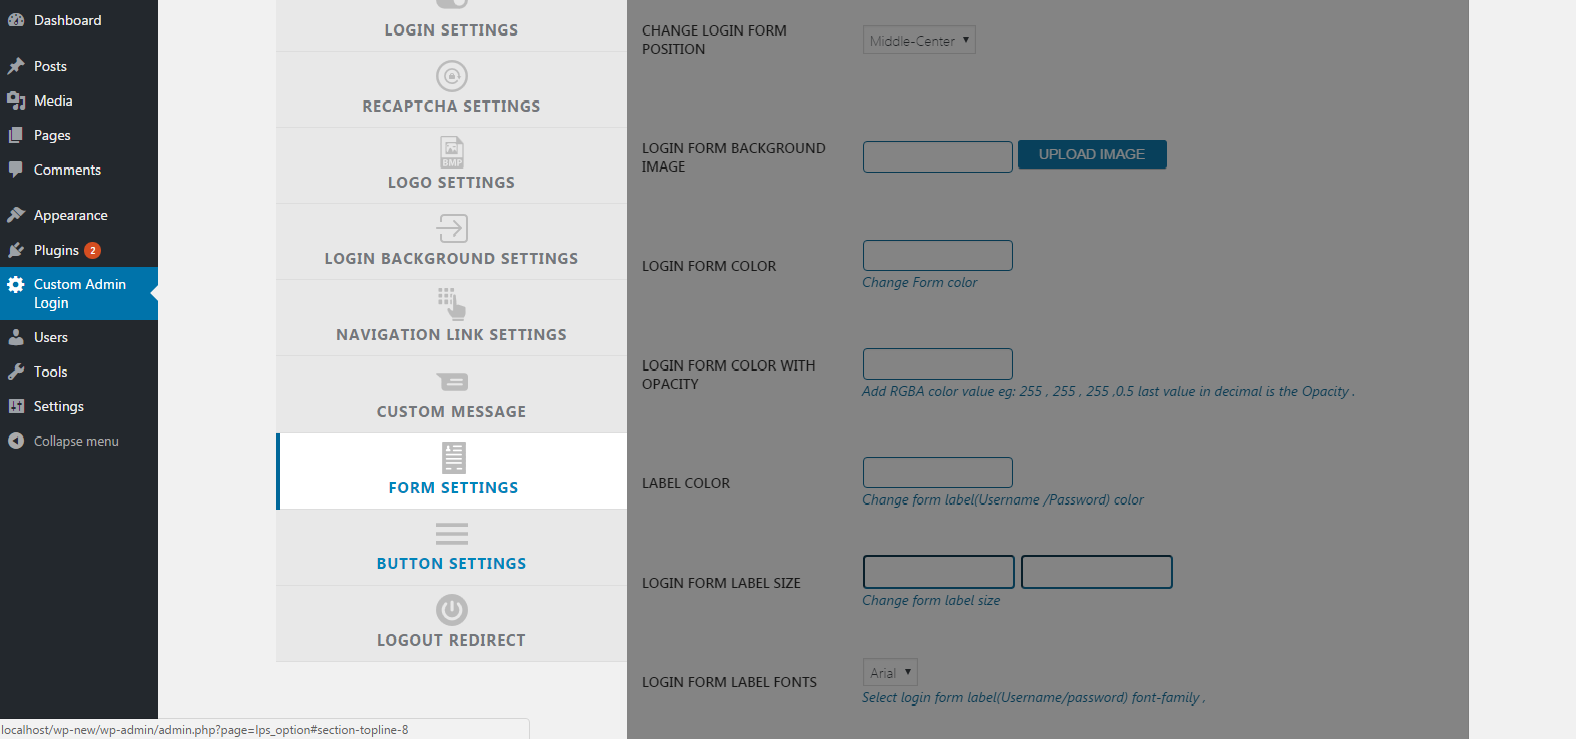 Dashboard
Posts
Media
Pages
Comments
Appearance
Plugins 2
Custom Admin
Login
Users
Tools
Settings
Collapse menu
LOGIN SETTINGS
RECAPTCHA SETTINGS
BMP
LOGO SETTINGS
LOGIN BACKGROUND SETTINGS
NAVIGATION LINK SETTINGS
CUSTOM MESSAGE
FORM SETTINGS
BUTTON SETTINGS
LOGOUT REDIRECT
CHANGE LOGIN FORM
POSITION
Middle-Center
LOGIN FORM BACKGROUND
IMAGE
UPLOAD IMAGE
LOGIN FORM COLOR
Change Form color
LOGIN FORM COLOR WITH
OPACITY
Add RGBA color value eg: 255 , 255 , 255 ,0.5 last value in decimal is the Opacity .
LABEL COLOR
Change form label(Username /Password) color
LOGIN FORM LABEL SIZE
Change form label size
LOGIN FORM LABEL FONTS
Arial
Select login form label(Username/password) font-family .
localhost/wp-new/wp-admin/admin.php?page=lps_option#section-topline-8